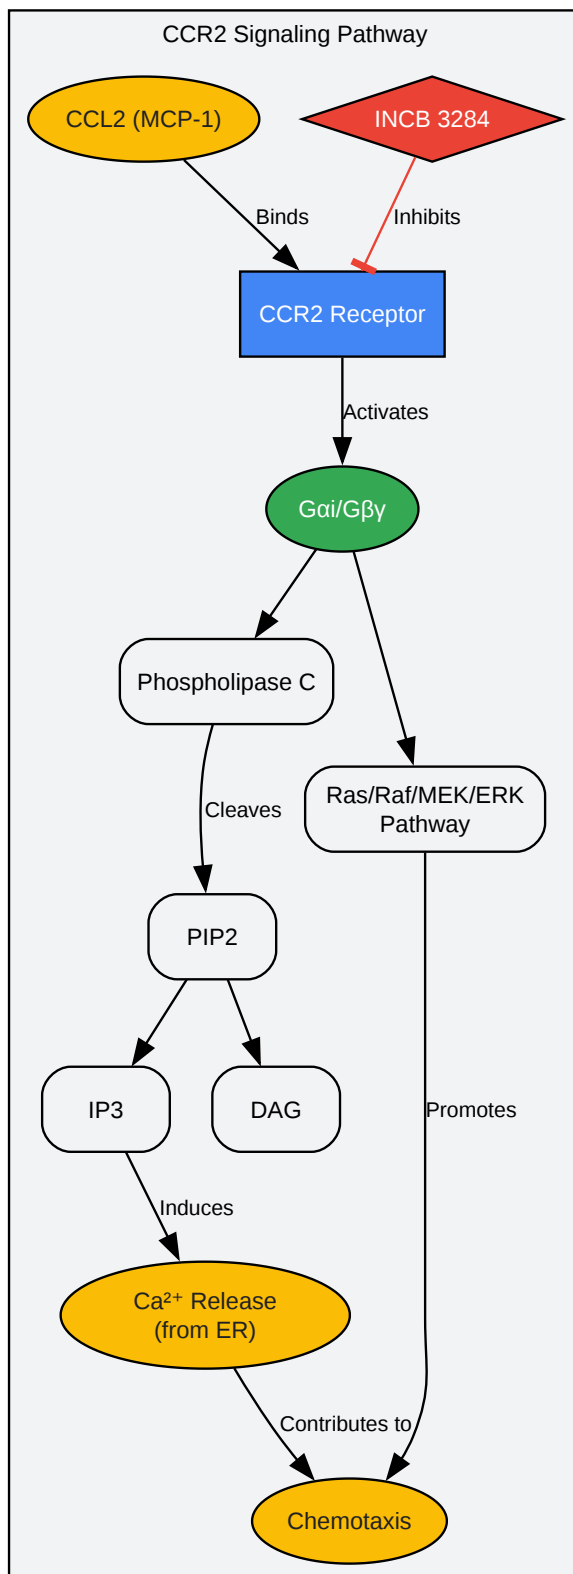 CCR2 Signaling Pathway
CCL2 (MCP-1)
INCB 3284
Binds
Inhibits
CCR2 Receptor
Activates
Gαi/Gβγ
Phospholipase C
Ras/Raf/MEK/ERK
Pathway
Cleaves
PIP2
IP3
DAG
Promotes
Induces
Ca²⁺ Release
(from ER)
Contributes to
Chemotaxis